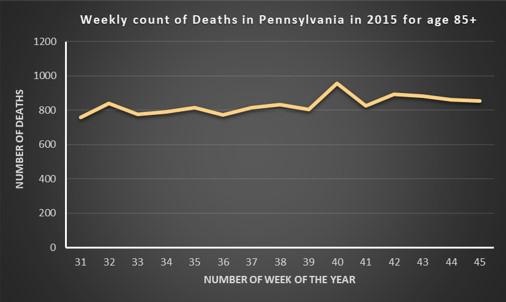 Weekly count of Deaths in Pennsylvania in 2015 for age 85+
1200
1000
800
600
400
200
0
NUMBER OF DEATHS
31 32 33 34 35 36 37 38 39 40 41 42 43 44 45
NUMBER OF WEEK OF THE YEAR